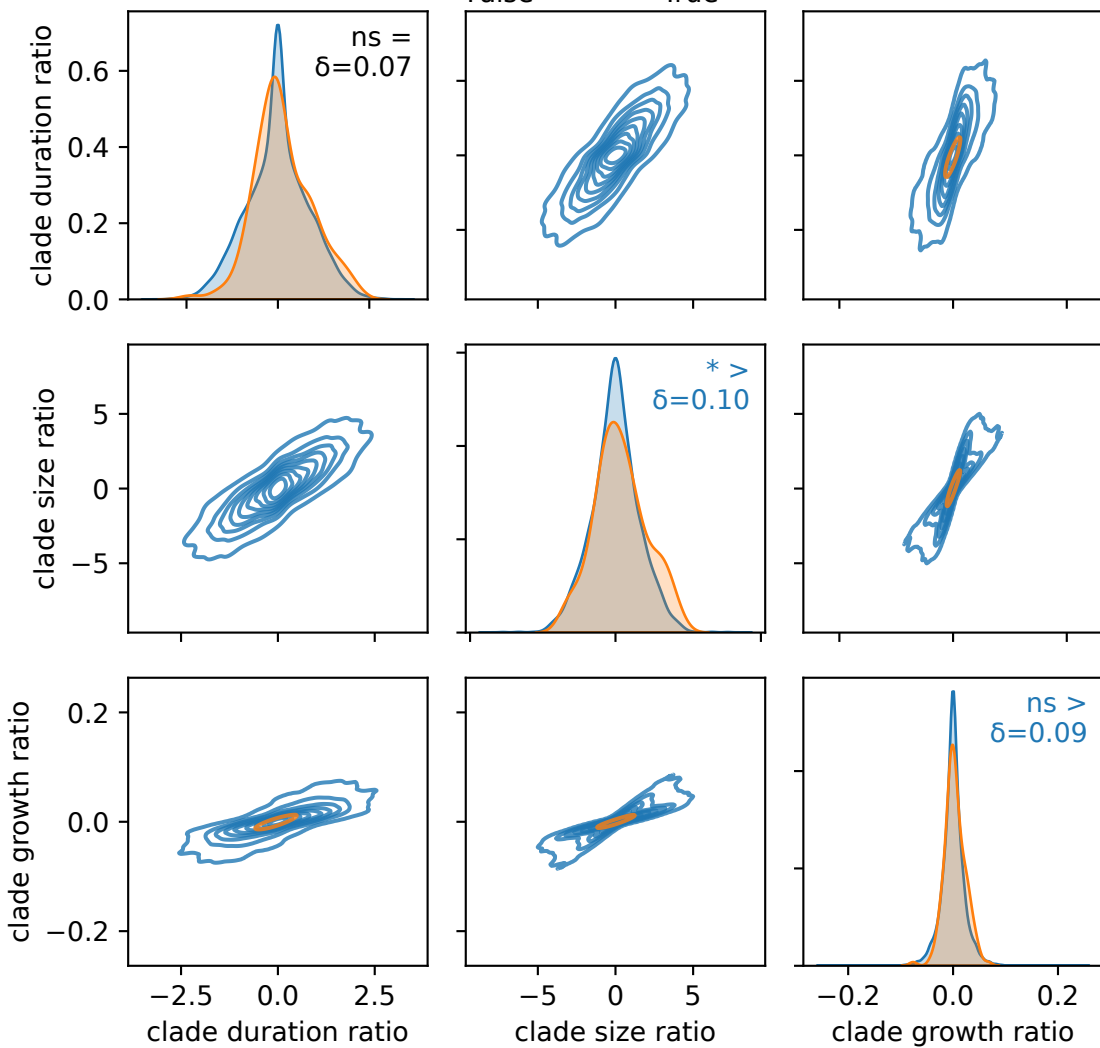 ns =
δ=0.07
clade duration ratio
0.6
0.4
0.2
0.0
* >
δ=0.10
clade size ratio
5
0
−5
ns >
δ=0.09
clade growth ratio
0.2
0.0
−0.2
−2.5 0.0 2.5
−5 0 5
−0.2 0.0 0.2
clade duration ratio
clade size ratio
clade growth ratio